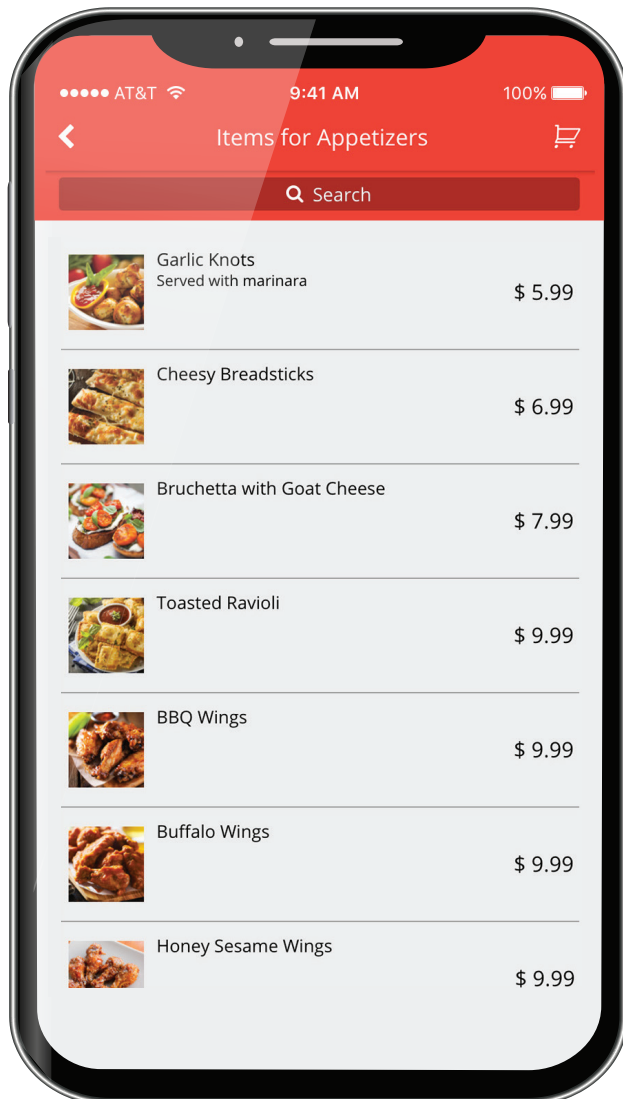 AT&T 9:41 AM 100%
Items for Appetizers
Search
Garlic Knots
Served with marinara
$ 5.99
Cheesy Breadsticks
$ 6.99
Bruchetta with Goat Cheese
$ 7.99
Toasted Ravioli
$ 9.99
BBQ Wings
$ 9.99
Buffalo Wings
$ 9.99
Honey Sesame Wings
$ 9.99